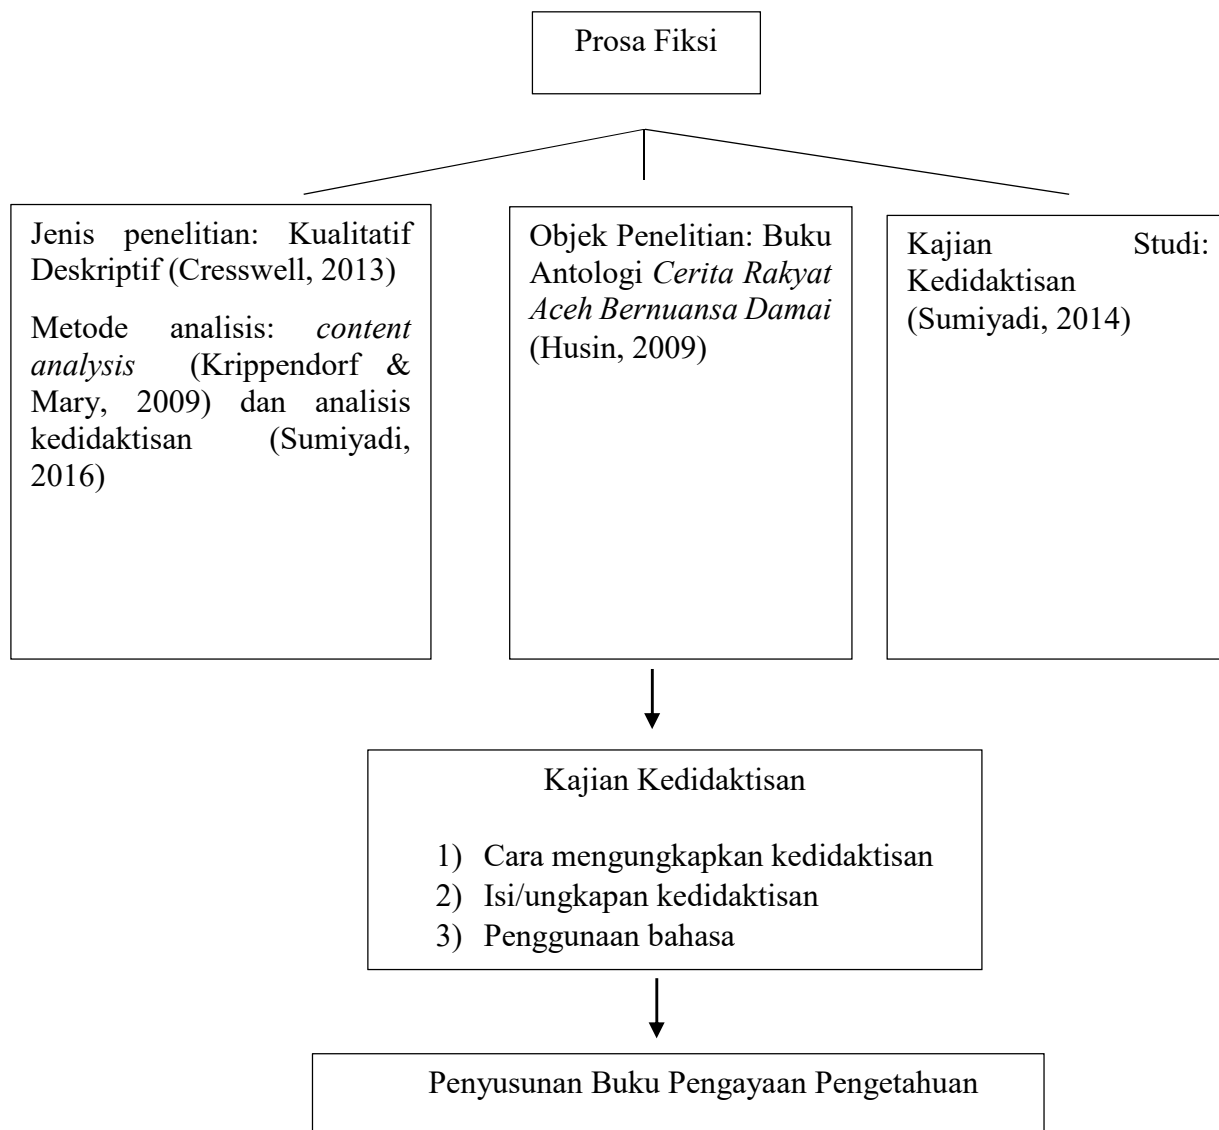 Prosa Fiksi
Jenis penelitian: Kualitatif
Deskriptif (Cresswell, 2013)
Metode analisis: content
analysis (Krippendorf &
Mary, 2009) dan analisis
kedidaktisan (Sumiyadi,
2016)
Objek Penelitian: Buku
Antologi Cerita Rakyat
Aceh Bernuansa Damai
(Husin, 2009)
Kajian Studi:
Kedidaktisan
(Sumiyadi, 2014)
Kajian Kedidaktisan
1) Cara mengungkapkan kedidaktisan
2) Isi/ungkapan kedidaktisan
3) Penggunaan bahasa
Penyusunan Buku Pengayaan Pengetahuan